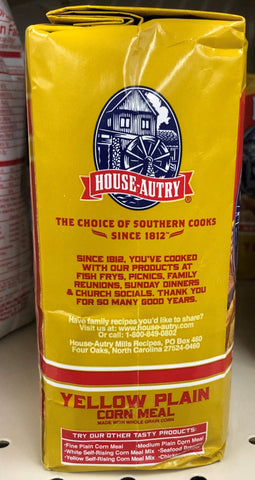 HOUSE-AUTRY®
THE CHOICE OF SOUTHERN COOKS
SINCE 1812™
SINCE 1812, YOU'VE COOKED
WITH OUR PRODUCTS AT
FISH FRYS, PICNICS, FAMILY
REUNIONS, SUNDAY DINNERS
& CHURCH SOCIALS. THANK YOU
FOR SO MANY GOOD YEARS.
Have family recipes you'd like to share?
Visit us at: www.house-autry.com
Or call: 1-800-849-0802
House-Autry Mills Recipes, PO Box 460
Four Oaks, North Carolina 27524-0460
YELLOW PLAIN
CORN MEAL
MADE WITH WHOLE GRAIN CORN
TRY OUR OTHER TASTY PRODUCTS:
•Fine Plain Corn Meal •Medium Plain Corn Meal
•White Self-Rising Corn Meal Mix •Seafood
•Yellow Self-Rising Corn Meal Mix